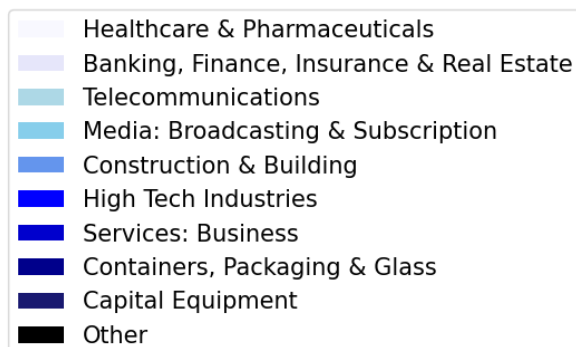 Healthcare & Pharmaceuticals
Banking, Finance, Insurance & Real Estate
Telecommunications
Media: Broadcasting & Subscription
Construction & Building
High Tech Industries
Services: Business
Containers, Packaging & Glass
Capital Equipment
Other